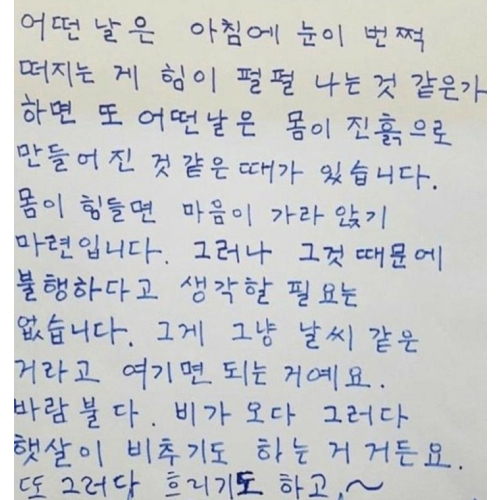 어떤 날은 아침에 눈이 번쩍
떠지는 게 힘이 펄펄 나는 것 같은가
하면 또 어떤날은 몸이 진흙으로
만들어 진 것 같은 때가 있습니다.
몸이 힘들면 마음이 가라 앉기
마련입니다. 그러나 그것 때문에
불행하다고 생각할 필요는
없습니다. 그게 그냥 날씨 같은
거라고 여기면 되는 거예요.
바람불다. 비가 오다 그러다
햇살이 비추기도 하는 거 거든요.
또 그러다 흐리기도 하고,~